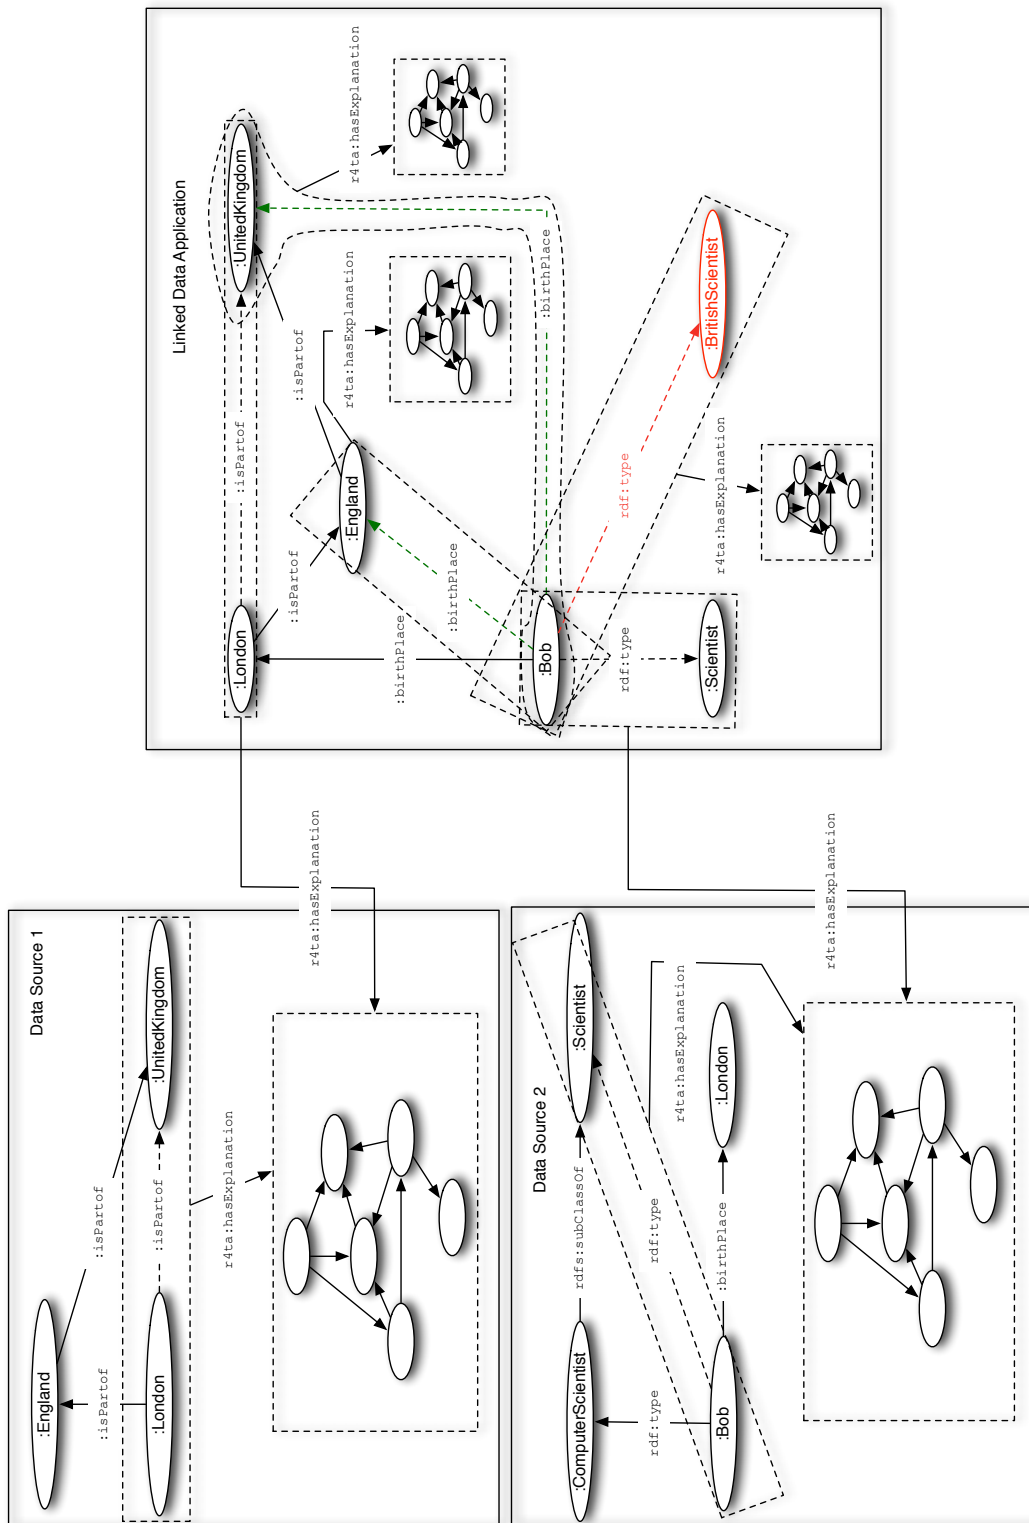 Data Source 1
:England
:isPartof
:isPartof
:London
:isPartof
:UnitedKingdom
r4ta:hasExplanation
r4ta:hasExplanation
Data Source 2
:ComputerScientist
rdfs:subClassOf
:Scientist
rdf:type
rdf:type
:Bob
:birthPlace
:London
r4ta:hasExplanation
r4ta:hasExplanation
Linked Data Application
:London
:isPartof
:UnitedKingdom
:isPartof
:isPartof
:England
r4ta:hasExplanation
r4ta:hasExplanation
:birthPlace
:birthPlace
:birthPlace
:Bob
rdf:type
rdf:type
:Scientist
:BritishScientist
r4ta:hasExplanation